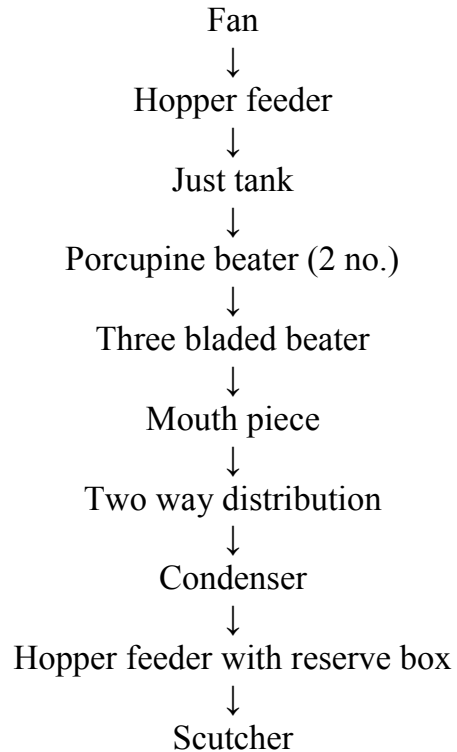 Fan
↓
Hopper feeder
↓
Just tank
↓
Porcupine beater (2 no.)
↓
Three bladed beater
↓
Mouth piece
↓
Two way distribution
↓
Condenser
↓
Hopper feeder with reserve box
↓
Scutcher